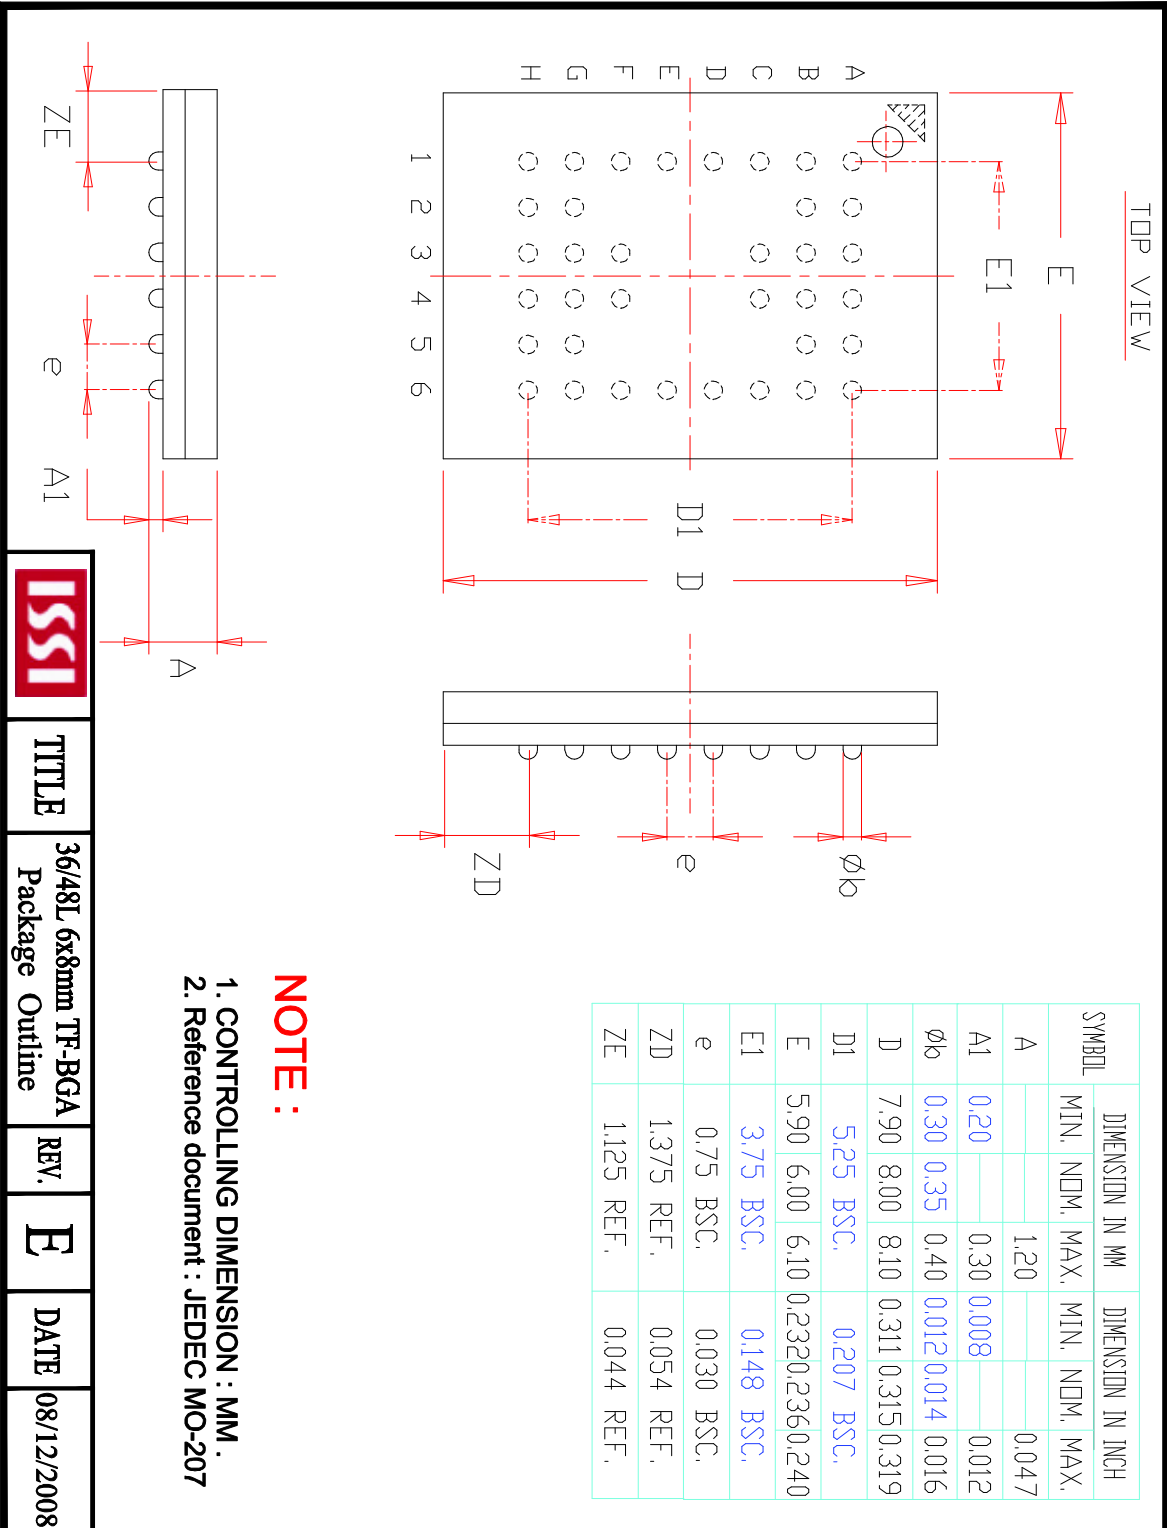 TOP VIEW
E
E1
A B C D E F G H
1 2 3 4 5 6
D1
D
ZE
e
A1
A
Øb
e
ZD
SYMBOL DIMENSION IN MM DIMENSION IN INCH
MIN. NOM. MAX. MIN. NOM. MAX.
A 1.20 0.047
A1 0.20 0.30 0.008 0.012
Øb 0.30 0.35 0.40 0.012 0.014 0.016
D 7.90 8.00 8.10 0.311 0.315 0.319
D1 5.25 BSC. 0.207 BSC.
E 5.90 6.00 6.10 0.232 0.236 0.240
E1 3.75 BSC. 0.148 BSC.
e 0.75 BSC. 0.030 BSC.
ZD 1.375 REF. 0.054 REF.
ZE 1.125 REF. 0.044 REF.
NOTE :
1. CONTROLLING DIMENSION : MM .
2. Reference document : JEDEC MO-207
ISSI
TITLE
36/48L 6x8mm TF-BGA
Package Outline
REV.
E
DATE
08/12/2008